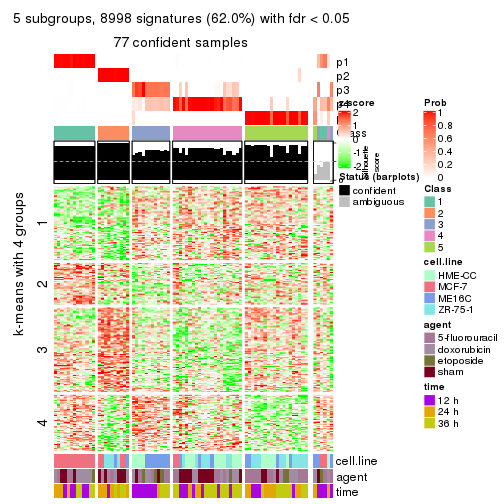 5 subgroups, 8998 signatures (62.0%) with fdr < 0.05
77 confident samples
p1
p2
p3
z-score
2
1
0
-1
-2
Silhouette
score
Status (barplots)
confident
ambiguous
Prob
1
0.8
0.6
0.4
0.2
0
Class
1
2
3
4
5
cell.line
HME-CC
MCF-7
ME16C
ZR-75-1
agent
5-fluorouracil
doxorubicin
etoposide
sham
time
12 h
24 h
36 h
k-means with 4 groups
1
2
3
4
cell.line
agent
time